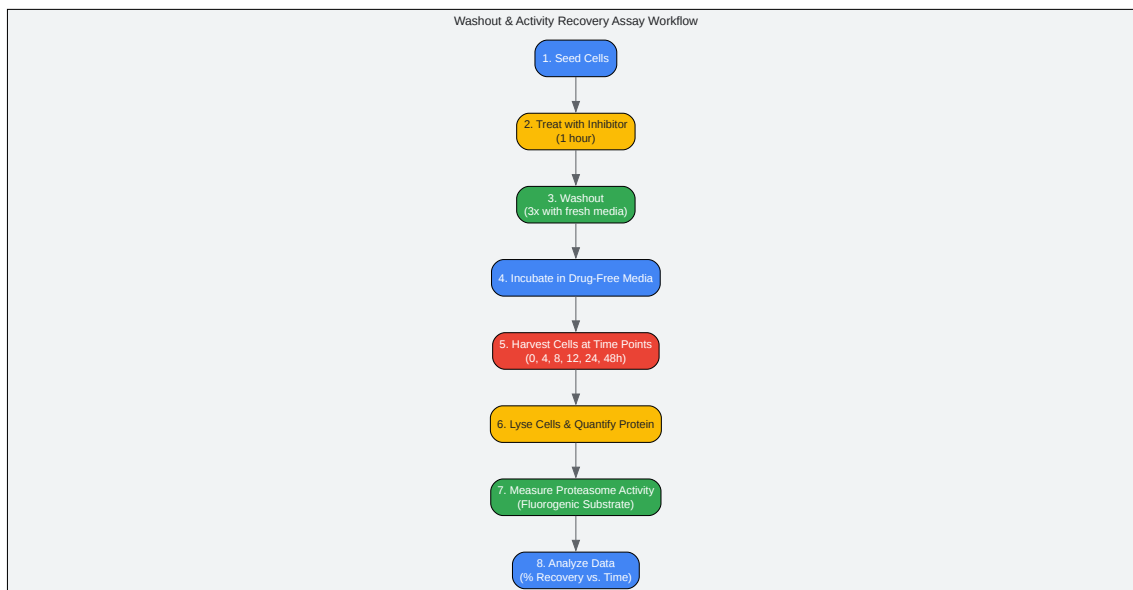 Washout & Activity Recovery Assay Workflow
1. Seed Cells
2. Treat with Inhibitor
(1 hour)
3. Washout
(3x with fresh media)
4. Incubate in Drug-Free Media
5. Harvest Cells at Time Points
(0, 4, 8, 12, 24, 48h)
6. Lyse Cells & Quantify Protein
7. Measure Proteasome Activity
(Fluorogenic Substrate)
8. Analyze Data
(% Recovery vs. Time)